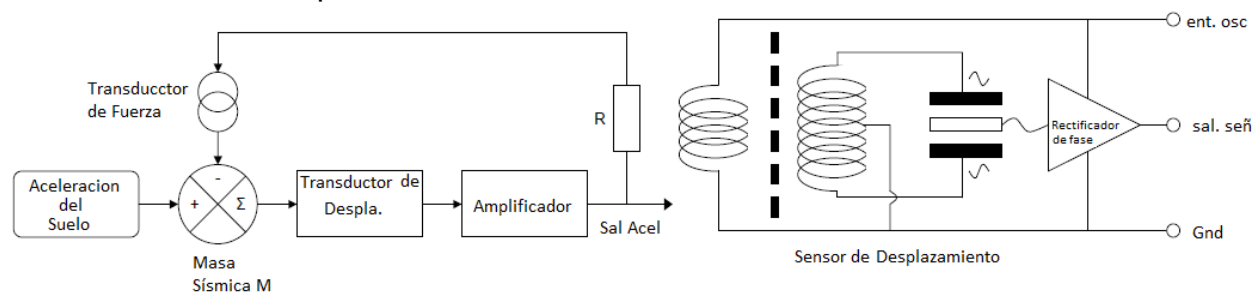 Transducctor
de Fuerza
R
Aceleracion
del
Suelo
-
+
Σ
Masa
Sísmica M
Transductor de
Despla.
Amplificador
Sal Acel
ent. osc
Rectificador
de fase
sal. señ
Gnd
Sensor de Desplazamiento